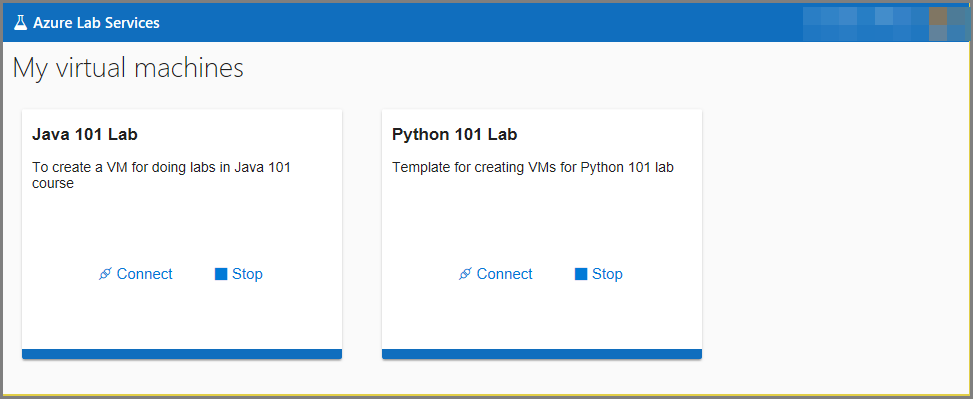 Azure Lab Services
My virtual machines
Java 101 Lab
To create a VM for doing labs in Java 101
course
Connect
Stop
Python 101 Lab
Template for creating VMs for Python 101 lab
Connect
Stop